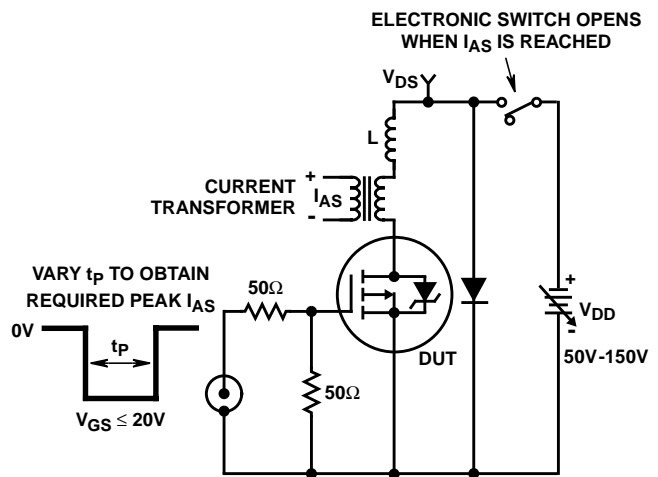 ELECTRONIC SWITCH OPENS
WHEN IAS IS REACHED
VDS
L
CURRENT
TRANSFORMER
+
IAS
-
VARY tP TO OBTAIN
REQUIRED PEAK IAS
50Ω
0V
tP
VGS ≤ 20V
50Ω
DUT
+
VDD
-
50V-150V